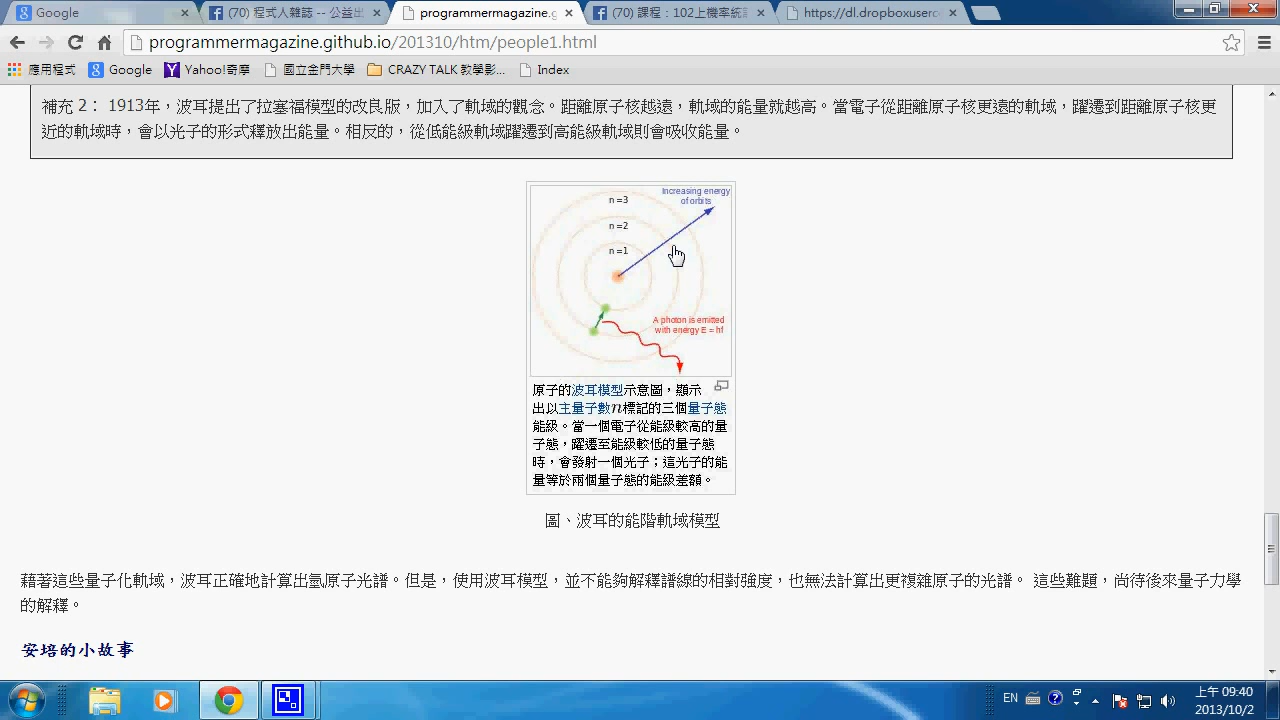 Google
(70) 程式人雜誌 -- 公益出
programmermagazine.g
(70) 課程：102上機率統
https://dl.dropboxuserc
programmermagazine.github.io/201310/htm/people1.html
應用程式
Google
Yahoo!奇摩
國立金門大學
CRAZY TALK 教學影...
Index
補充 2： 1913年，波耳提出了拉塞福模型的改良版，加入了軌域的觀念。距離原子核越遠，軌域的能量就越高。當電子從距離原子核更遠的軌域，躍遷到距離原子核更
近的軌域時，會以光子的形式釋放出能量。相反的，從低能級軌域躍遷到高能級軌域則會吸收能量。
Increasing energy
of orbits
n =3
n =2
n =1
A photon is emitted
with energy E = hf
原子的波耳模型示意圖，顯示
出以主量子數n標記的三個量子態
能級。當一個電子從能級較高的量
子態，躍遷至能級較低的量子態
時，會發射一個光子；這光子的能
量等於兩個量子態的能級差額。
圖、波耳的能階軌域模型
藉著這些量子化軌域，波耳正確地計算出氫原子光譜。但是，使用波耳模型，並不能夠解釋譜線的相對強度，也無法計算出更複雜原子的光譜。 這些難題，尚待後來量子力學
的解釋。
安培的小故事
EN
上午 09:40
2013/10/2